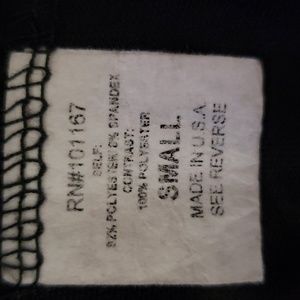 RN#101167
SELF:
92% POLYESTER 8% SPANDEX
CONTRAST:
100% POLYESTER
SMALL
MADE IN U.S.A
SEE REVERSE